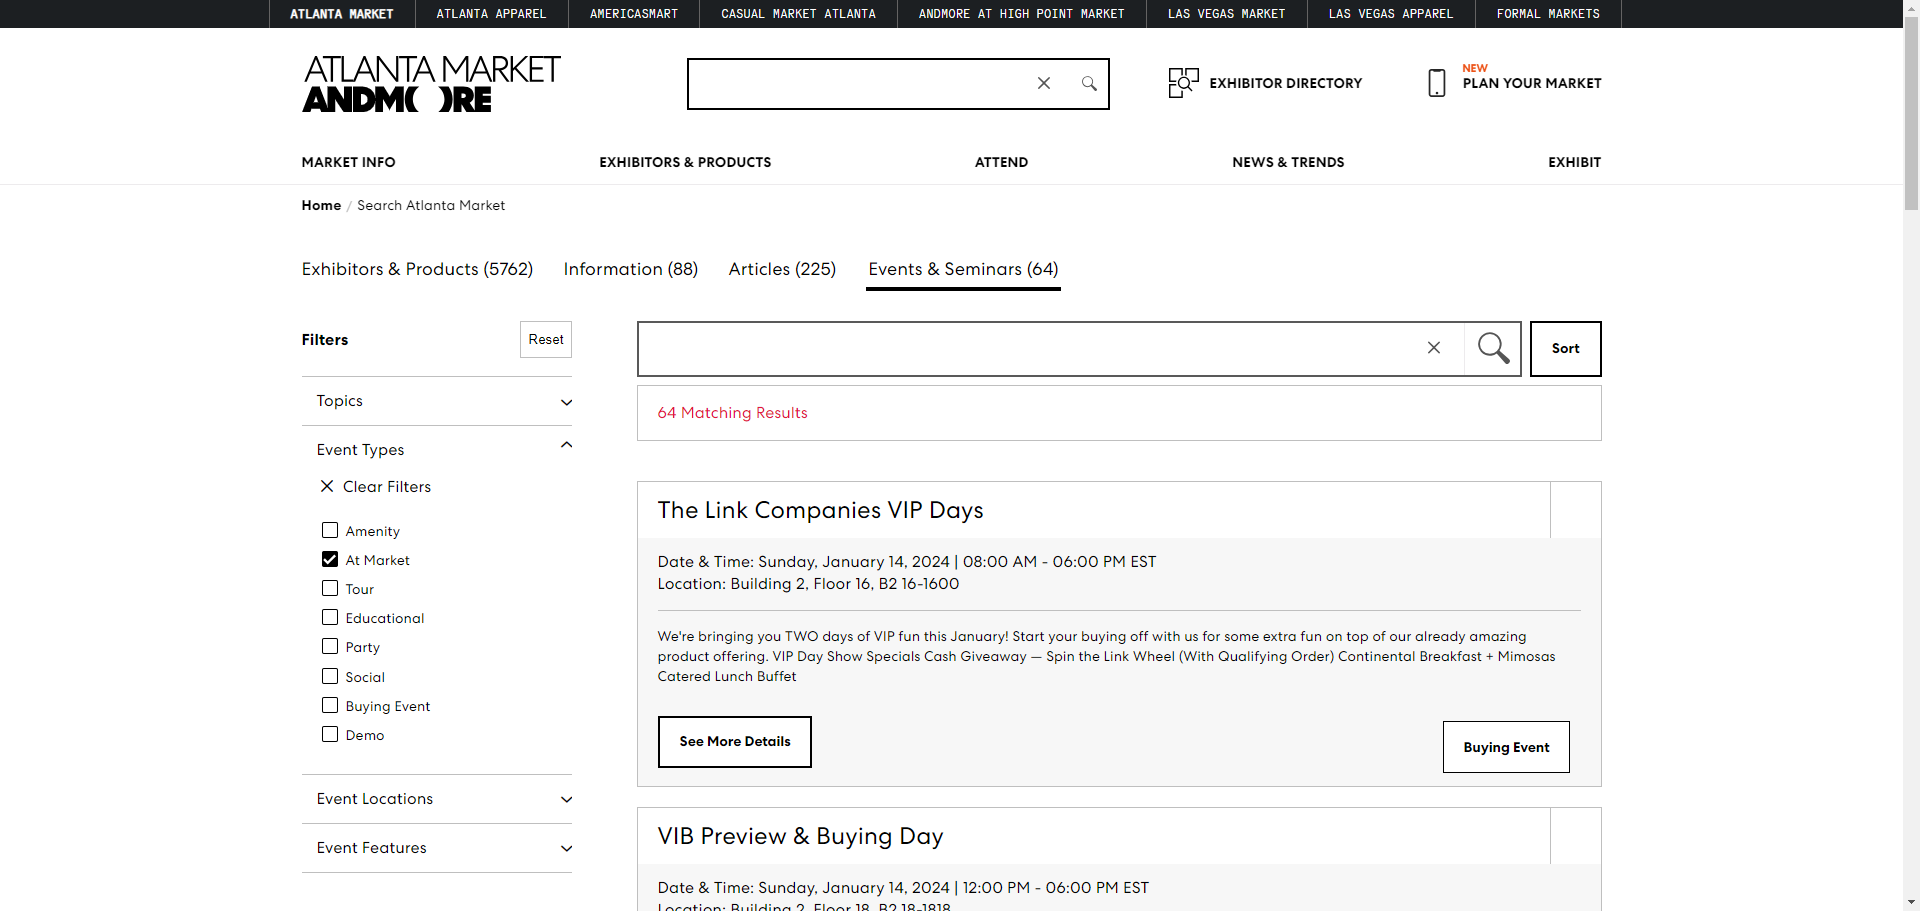 ATLANTA MARKET
ATLANTA APPAREL
AMERICASMART
CASUAL MARKET ATLANTA
ANDMORE AT HIGH POINT MARKET
LAS VEGAS MARKET
LAS VEGAS APPAREL
FORMAL MARKETS
ATLANTA MARKET
ANDMORE
EXHIBITOR DIRECTORY
NEW
PLAN YOUR MARKET
MARKET INFO
EXHIBITORS & PRODUCTS
ATTEND
NEWS & TRENDS
EXHIBIT
Home / Search Atlanta Market
Exhibitors & Products (5762)
Information (88)
Articles (225)
Events & Seminars (64)
Filters
Reset
Topics
Event Types
Clear Filters
Amenity
At Market
Tour
Educational
Party
Social
Buying Event
Demo
Event Locations
Event Features
Sort
64 Matching Results
The Link Companies VIP Days
Date & Time: Sunday, January 14, 2024 | 08:00 AM - 06:00 PM EST
Location: Building 2, Floor 16, B2 16-1600
We're bringing you TWO days of VIP fun this January! Start your buying off with us for some extra fun on top of our already amazing
product offering. VIP Day Show Specials Cash Giveaway — Spin the Link Wheel (With Qualifying Order) Continental Breakfast + Mimosas
Catered Lunch Buffet
See More Details
Buying Event
VIB Preview & Buying Day
Date & Time: Sunday, January 14, 2024 | 12:00 PM - 06:00 PM EST
Location: Building 2, Floor 18, B2 18-1818